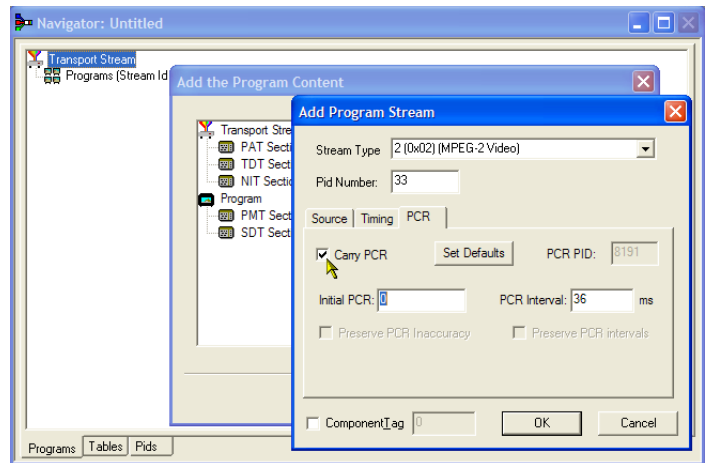 Navigator: Untitled
Transport Stream
Programs (Stream Id
Add the Program Content
Transport Stre
PAT Secti
TDT Sect
NIT Sectio
Program
PMT Sect
SDT Secti
Add Program Stream
Stream Type 2 (0x02) (MPEG-2 Video)
Pid Number: 33
Source Timing PCR
Carry PCR Set Defaults PCR PID: 8191
Initial PCR: 0 PCR Interval: 36 ms
Preserve PCR Inaccuracy Preserve PCR intervals
ComponentTag 0 OK Cancel
Programs Tables Pids